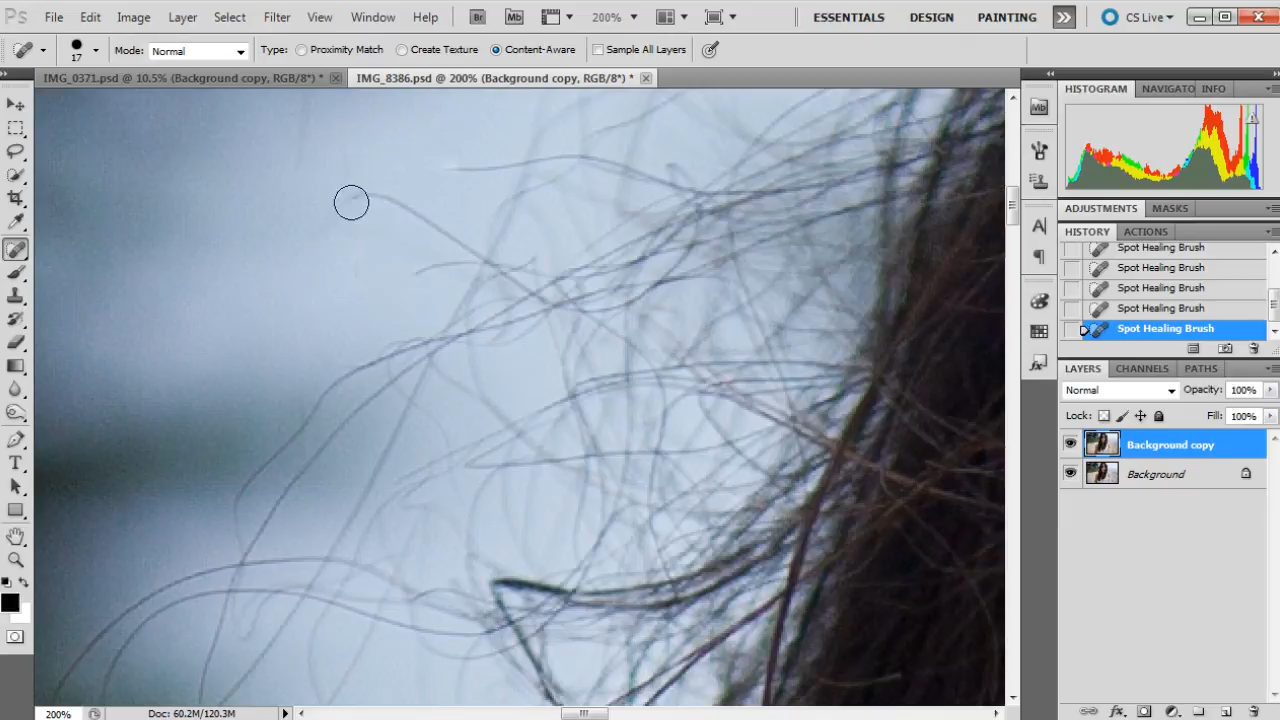 Ps File Edit Image Layer Select Filter View Window Help Br Mb 200% ESSENTIALS DESIGN PAINTING CS Live
17 Mode: Normal Type: Proximity Match Create Texture Content-Aware Sample All Layers
IMG_0371.psd @ 10.5% (Background copy, RGB/8*) * IMG_8386.psd @ 200% (Background copy, RGB/8*) *
HISTOGRAM NAVIGATO INFO
Mb
ADJUSTMENTS MASKS
HISTORY ACTIONS
Spot Healing Brush
Spot Healing Brush
Spot Healing Brush
Spot Healing Brush
Spot Healing Brush
LAYERS CHANNELS PATHS
Normal Opacity: 100%
Lock: Fill: 100%
Background copy
Background
200% Doc: 60.2M/120.3M